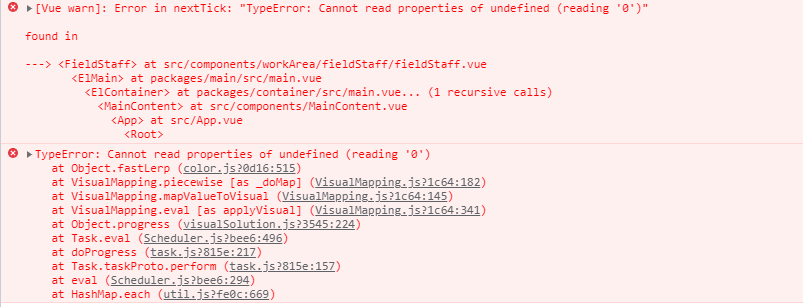 [Vue warn]: Error in nextTick: "TypeError: Cannot read properties of undefined (reading '0')"
found in
---> <FieldStaff> at src/components/workArea/fieldStaff/fieldStaff.vue
<ElMain> at packages/main/src/main.vue
<ElContainer> at packages/container/src/main.vue... (1 recursive calls)
<MainContent> at src/components/MainContent.vue
<App> at src/App.vue
<Root>
TypeError: Cannot read properties of undefined (reading '0')
at Object.fastLerp (color.js?0d16:515)
at VisualMapping.piecewise [as _doMap] (VisualMapping.js?1c64:182)
at VisualMapping.mapValueToVisual (VisualMapping.js?1c64:145)
at VisualMapping.eval [as applyVisual] (VisualMapping.js?1c64:341)
at Object.progress (visualSolution.js?3545:224)
at Task.eval (Scheduler.js?bee6:496)
at doProgress (task.js?815e:217)
at Task.taskProto.perform (task.js?815e:157)
at eval (Scheduler.js?bee6:294)
at HashMap.each (util.js?fe0c:669)